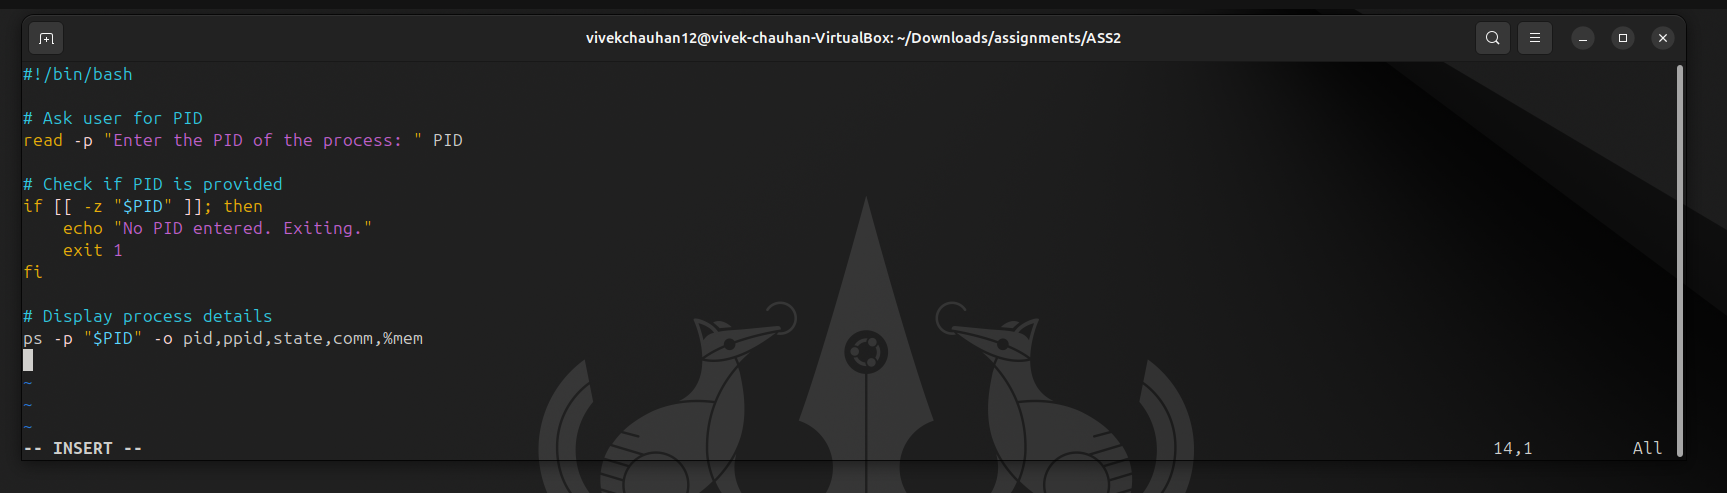 vivekchauhan12@vivek-chauhan-VirtualBox: ~/Downloads/assignments/ASS2
#!/bin/bash
# Ask user for PID
read -p "Enter the PID of the process: " PID
# Check if PID is provided
if [[ -z "$PID" ]]; then
    echo "No PID entered. Exiting."
    exit 1
fi
# Display process details
ps -p "$PID" -o pid,ppid,state,comm,%mem
~
~
~
-- INSERT -- 14,1 All